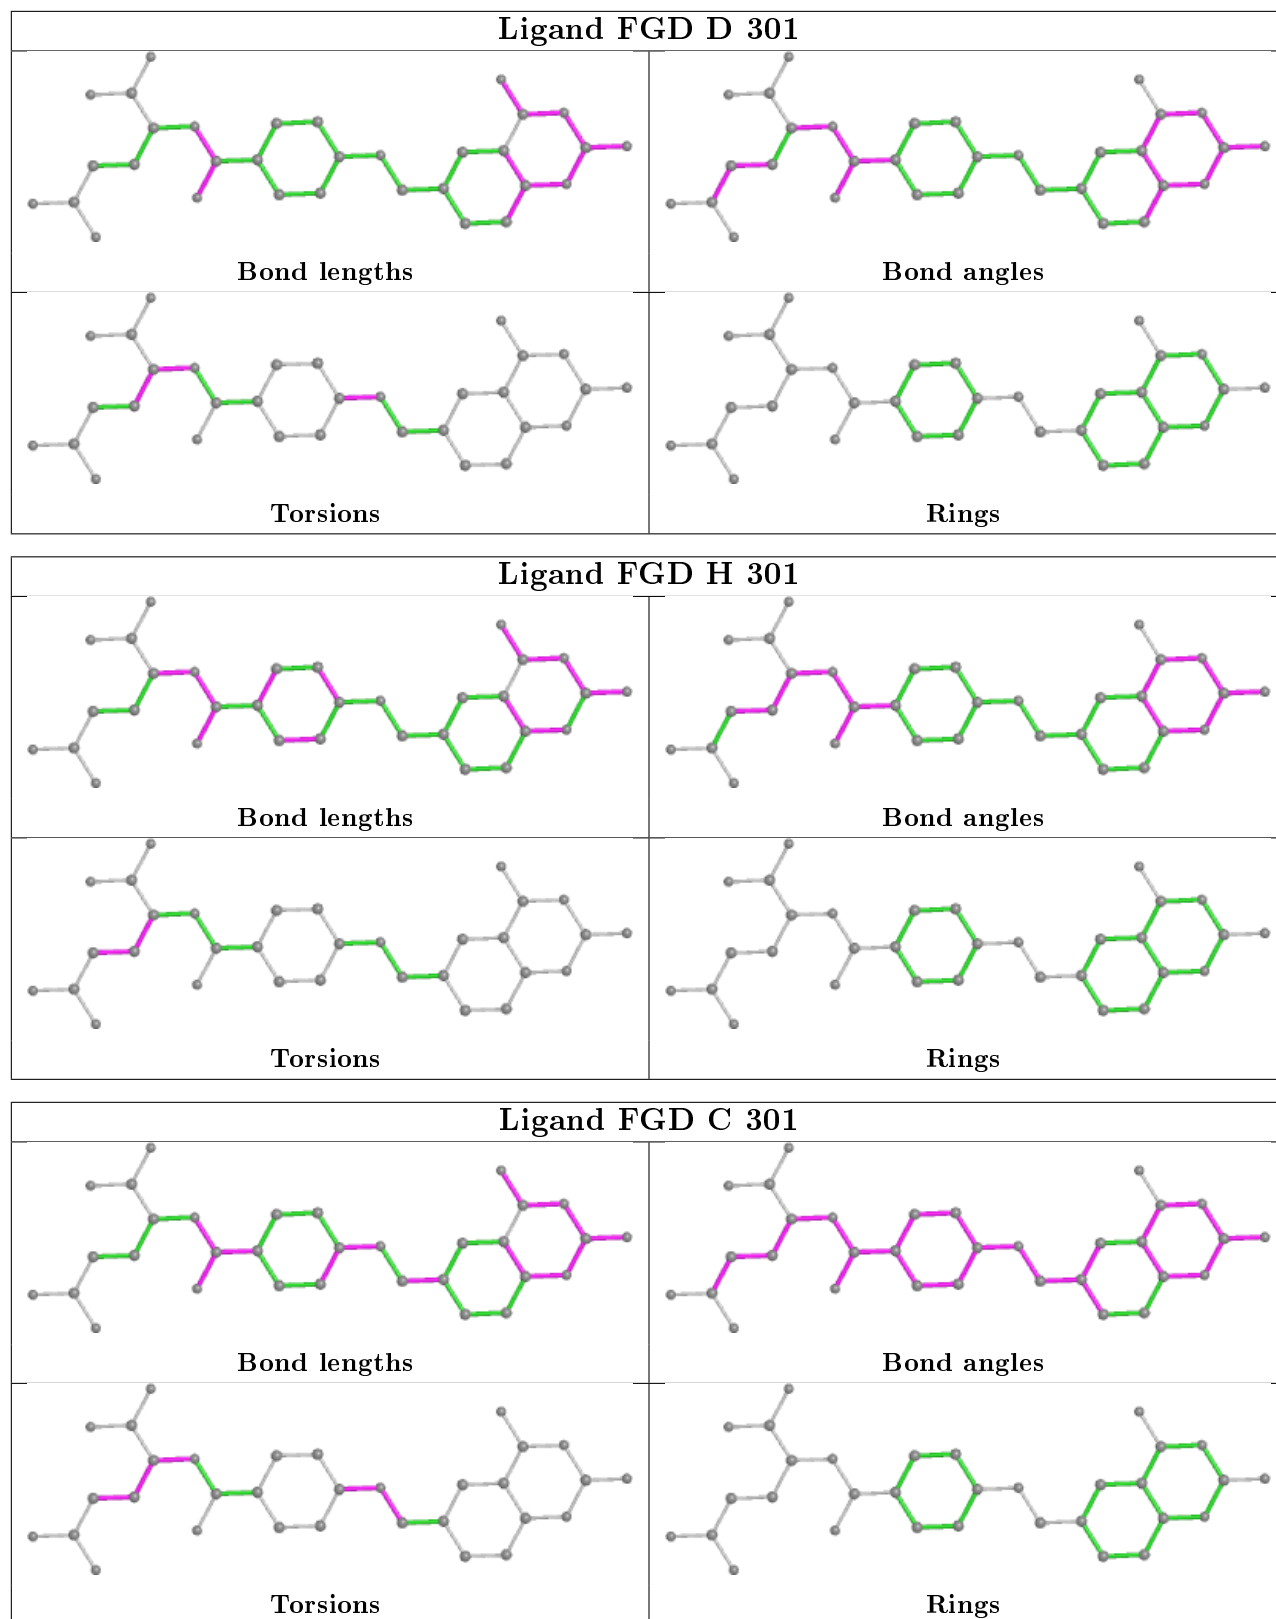 Ligand FGD D 301
Bond lengths
Bond angles
Torsions
Rings
Ligand FGD H 301
Bond lengths
Bond angles
Torsions
Rings
Ligand FGD C 301
Bond lengths
Bond angles
Torsions
Rings